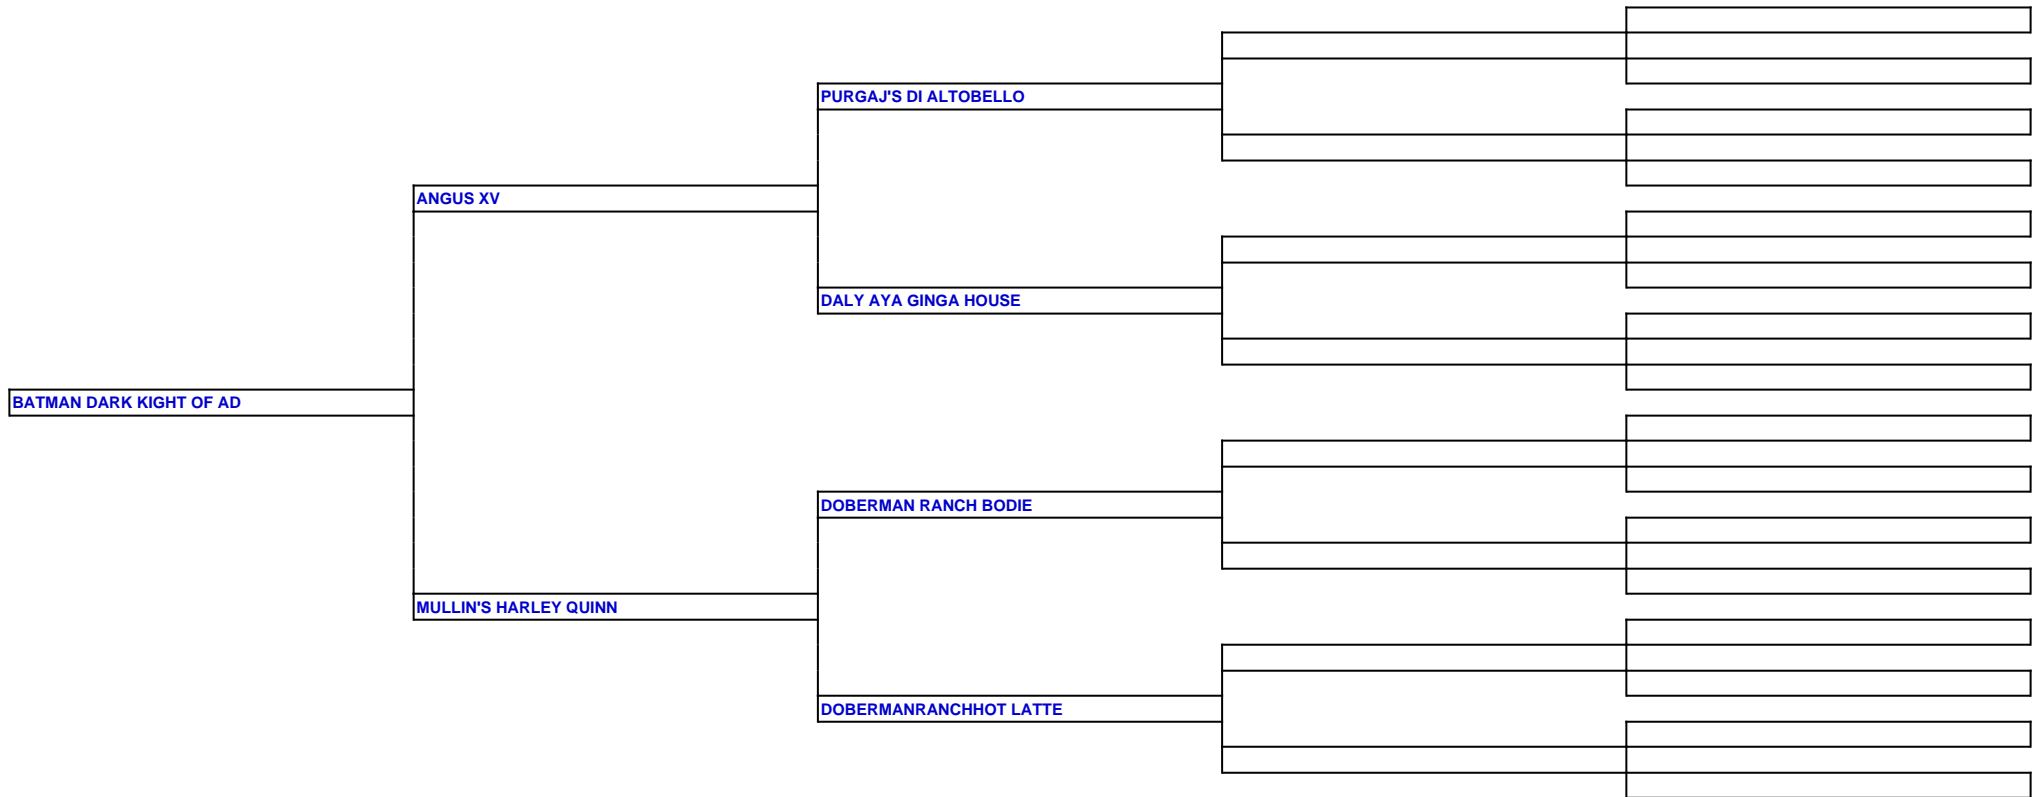 PURGAJ'S DI ALTOBELLO
ANGUS XV
DALY AYA GINGA HOUSE
BATMAN DARK KIGHT OF AD
DOBERMAN RANCH BODIE
MULLIN'S HARLEY QUINN
DOBERMANRANCHHOT LATTE